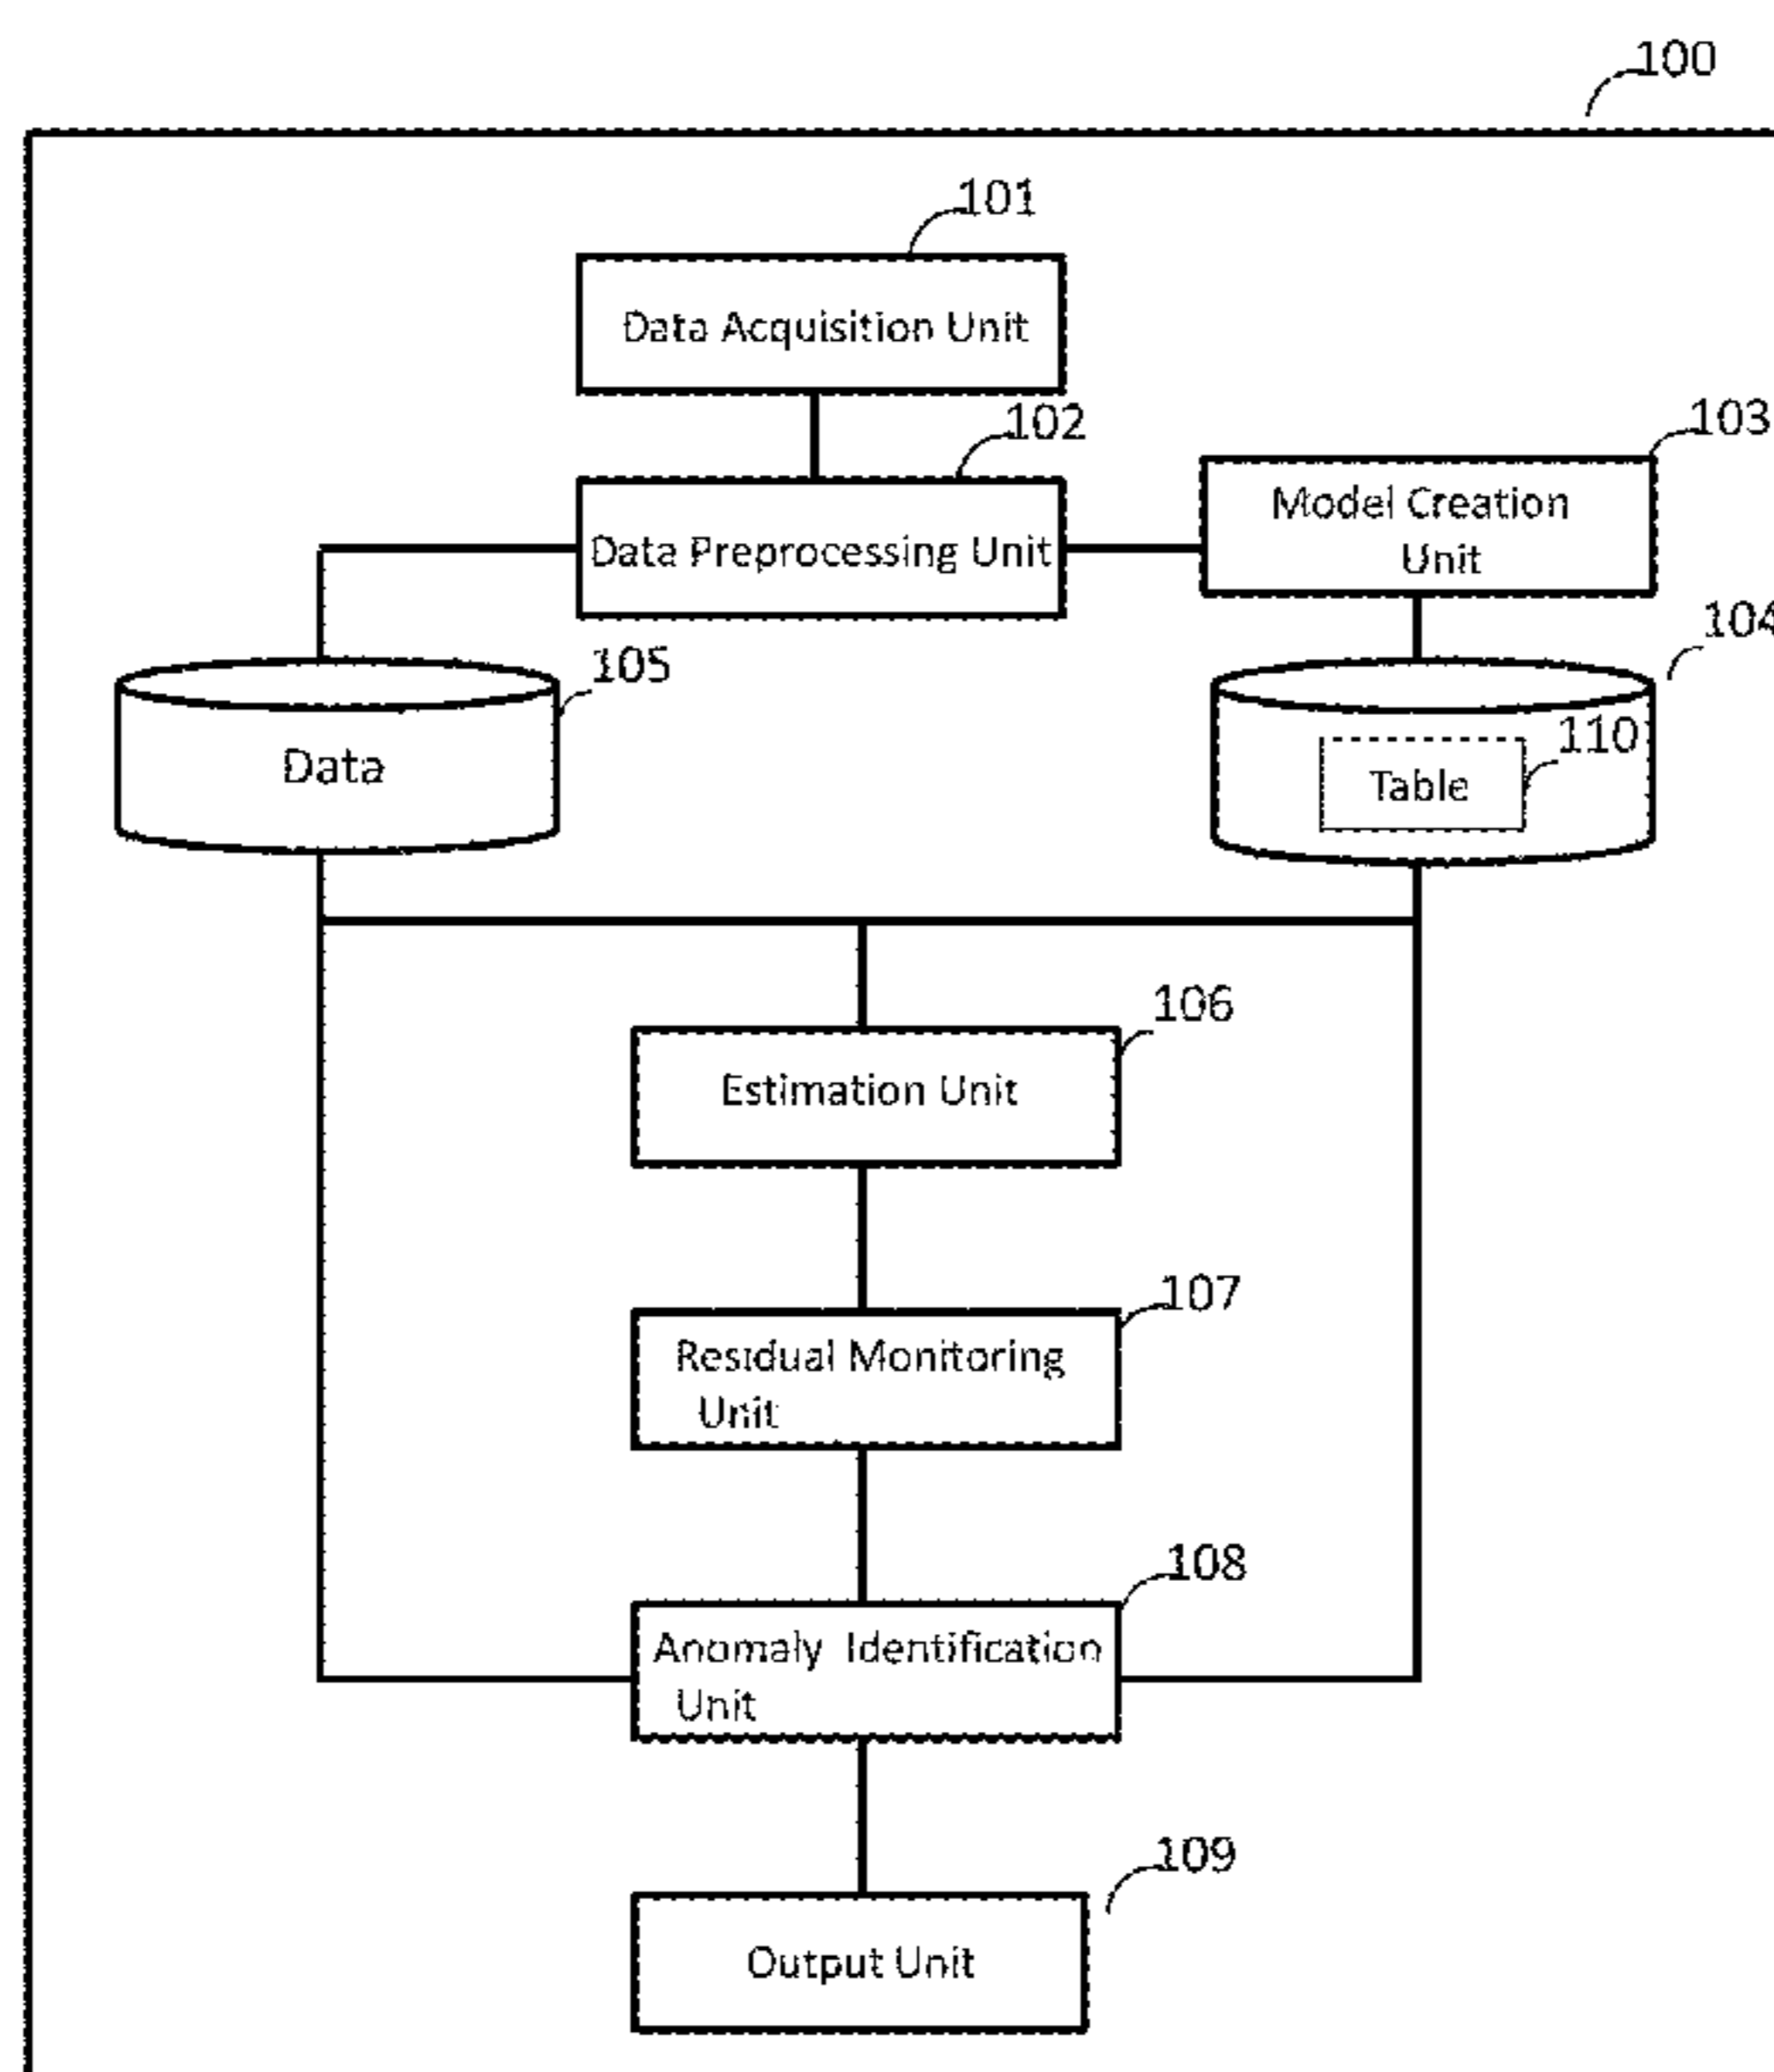 100
101
Data Acquisition Unit
102
103
Data Preprocessing Unit
Model Creation
Unit
104
105
Data
110
Table
106
Estimation Unit
107
Residual Monitoring
Unit
108
Anomaly Identification
Unit
109
Output Unit